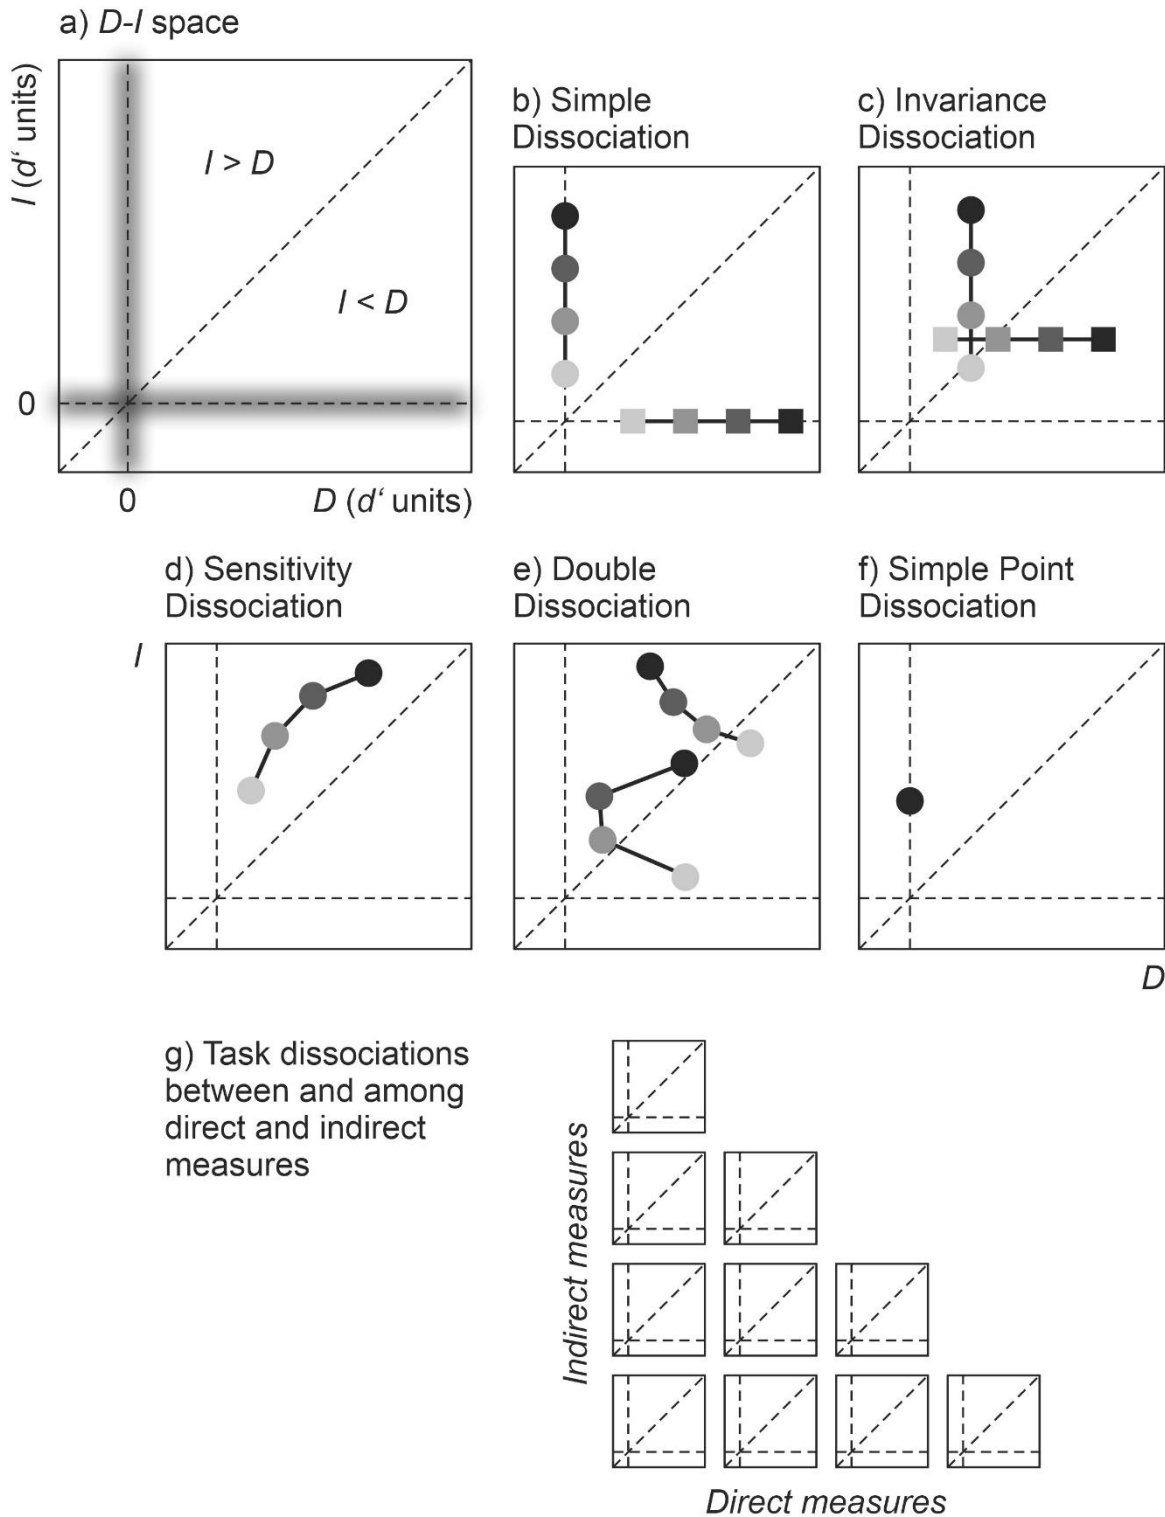 a) D-I space
I (d' units)
I > D
I < D
0
0
D (d' units)
b) Simple
Dissociation
c) Invariance
Dissociation
d) Sensitivity
Dissociation
I
e) Double
Dissociation
f) Simple Point
Dissociation
D
g) Task dissociations
between and among
direct and indirect
measures
Indirect measures
Direct measures